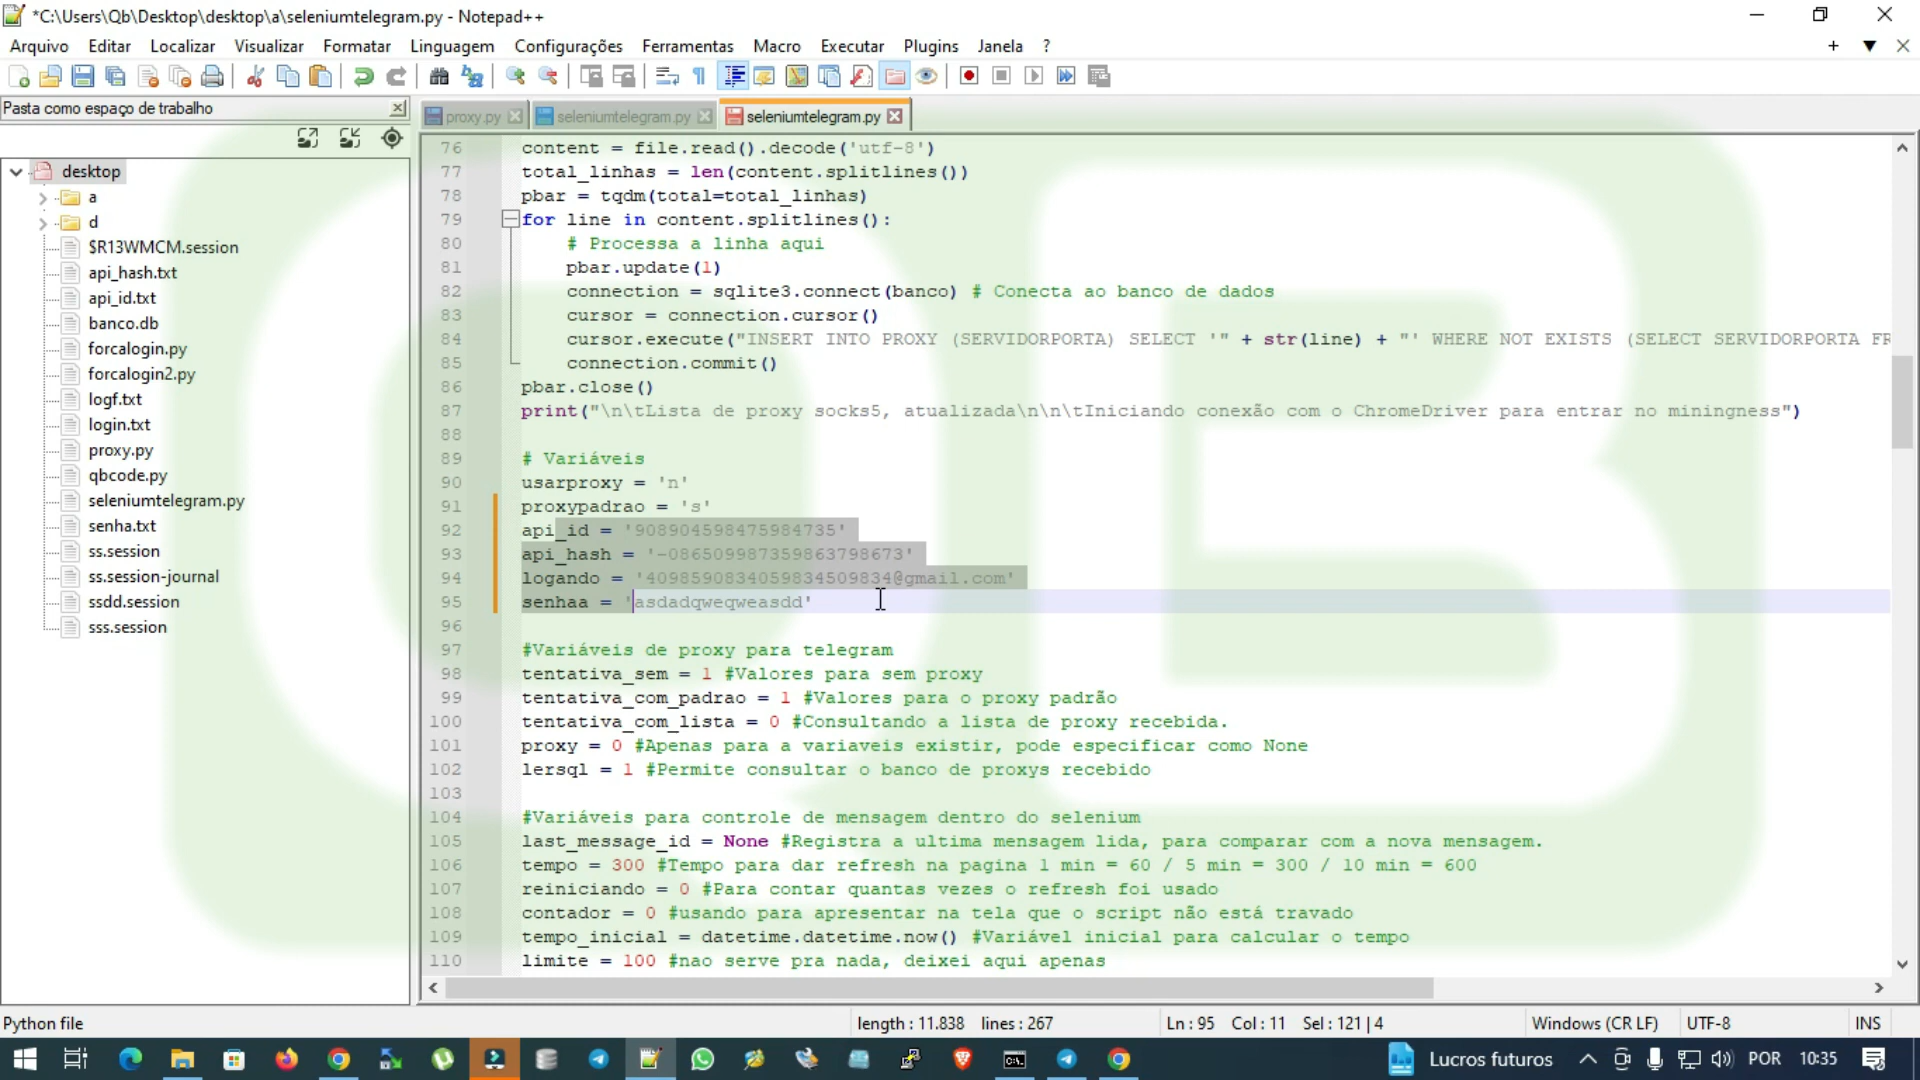 *C:\Users\Qb\Desktop\desktop\a\seleniumtelegram.py - Notepad++
Arquivo Editar Localizar Visualizar Formatar Linguagem Configurações Ferramentas Macro Executar Plugins Janela ?
Pasta como espaço de trabalho
proxy.py seleniumtelegram.py seleniumtelegram.py
desktop
a
d
$R13WMCM.session
api_hash.txt
api_id.txt
banco.db
forcalogin.py
forcalogin2.py
logf.txt
login.txt
proxy.py
qbcode.py
seleniumtelegram.py
senha.txt
ss.session
ss.session-journal
ssdd.session
sss.session
76 content = file.read().decode('utf-8')
77 total_linhas = len(content.splitlines())
78 pbar = tqdm(total=total_linhas)
79 for line in content.splitlines():
80 # Processa a linha aqui
81 pbar.update(1)
82 connection = sqlite3.connect(banco) # Conecta ao banco de dados
83 cursor = connection.cursor()
84 cursor.execute("INSERT INTO PROXY (SERVIDORPORTA) SELECT '" + str(line) + "' WHERE NOT EXISTS (SELECT SERVIDORPORTA FR
85 connection.commit()
86 pbar.close()
87 print("\n\tLista de proxy socks5, atualizada\n\n\tIniciando conexão com o ChromeDriver para entrar no miningness")
88
89 # Variáveis
90 usarproxy = 'n'
91 proxypadrao = 's'
92 api_id = '908904598475984735'
93 api_hash = '-086509987359863798673'
94 logando = '40985908340598345098​34@gmail.com'
95 senhaa = 'asdadqweqweasdd'
96
97 #Variáveis de proxy para telegram
98 tentativa_sem = 1 #Valores para sem proxy
99 tentativa_com_padrao = 1 #Valores para o proxy padrão
100 tentativa_com_lista = 0 #Consultando a lista de proxy recebida.
101 proxy = 0 #Apenas para a variaveis existir, pode especificar como None
102 lersql = 1 #Permite consultar o banco de proxys recebido
103
104 #Variáveis para controle de mensagem dentro do selenium
105 last_message_id = None #Registra a ultima mensagem lida, para comparar com a nova mensagem.
106 tempo = 300 #Tempo para dar refresh na pagina 1 min = 60 / 5 min = 300 / 10 min = 600
107 reiniciando = 0 #Para contar quantas vezes o refresh foi usado
108 contador = 0 #usando para apresentar na tela que o script não está travado
109 tempo_inicial = datetime.datetime.now() #Variável inicial para calcular o tempo
110 limite = 100 #nao serve pra nada, deixei aqui apenas
Python file length : 11.838 lines : 267 Ln : 95 Col : 11 Sel : 121 | 4 Windows (CR LF) UTF-8 INS
Lucros futuros POR 10:35